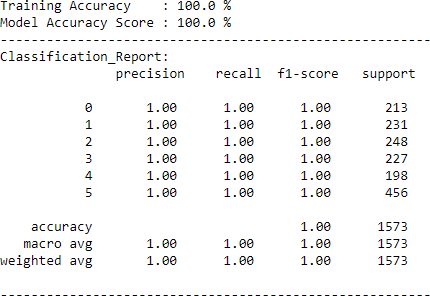 Training Accuracy    : 100.0 %
Model Accuracy Score : 100.0 %
------------------------------------------------------
Classification_Report:
              precision    recall  f1-score   support

           0       1.00      1.00      1.00       213
           1       1.00      1.00      1.00       231
           2       1.00      1.00      1.00       248
           3       1.00      1.00      1.00       227
           4       1.00      1.00      1.00       198
           5       1.00      1.00      1.00       456

    accuracy                           1.00      1573
   macro avg       1.00      1.00      1.00      1573
weighted avg       1.00      1.00      1.00      1573

------------------------------------------------------